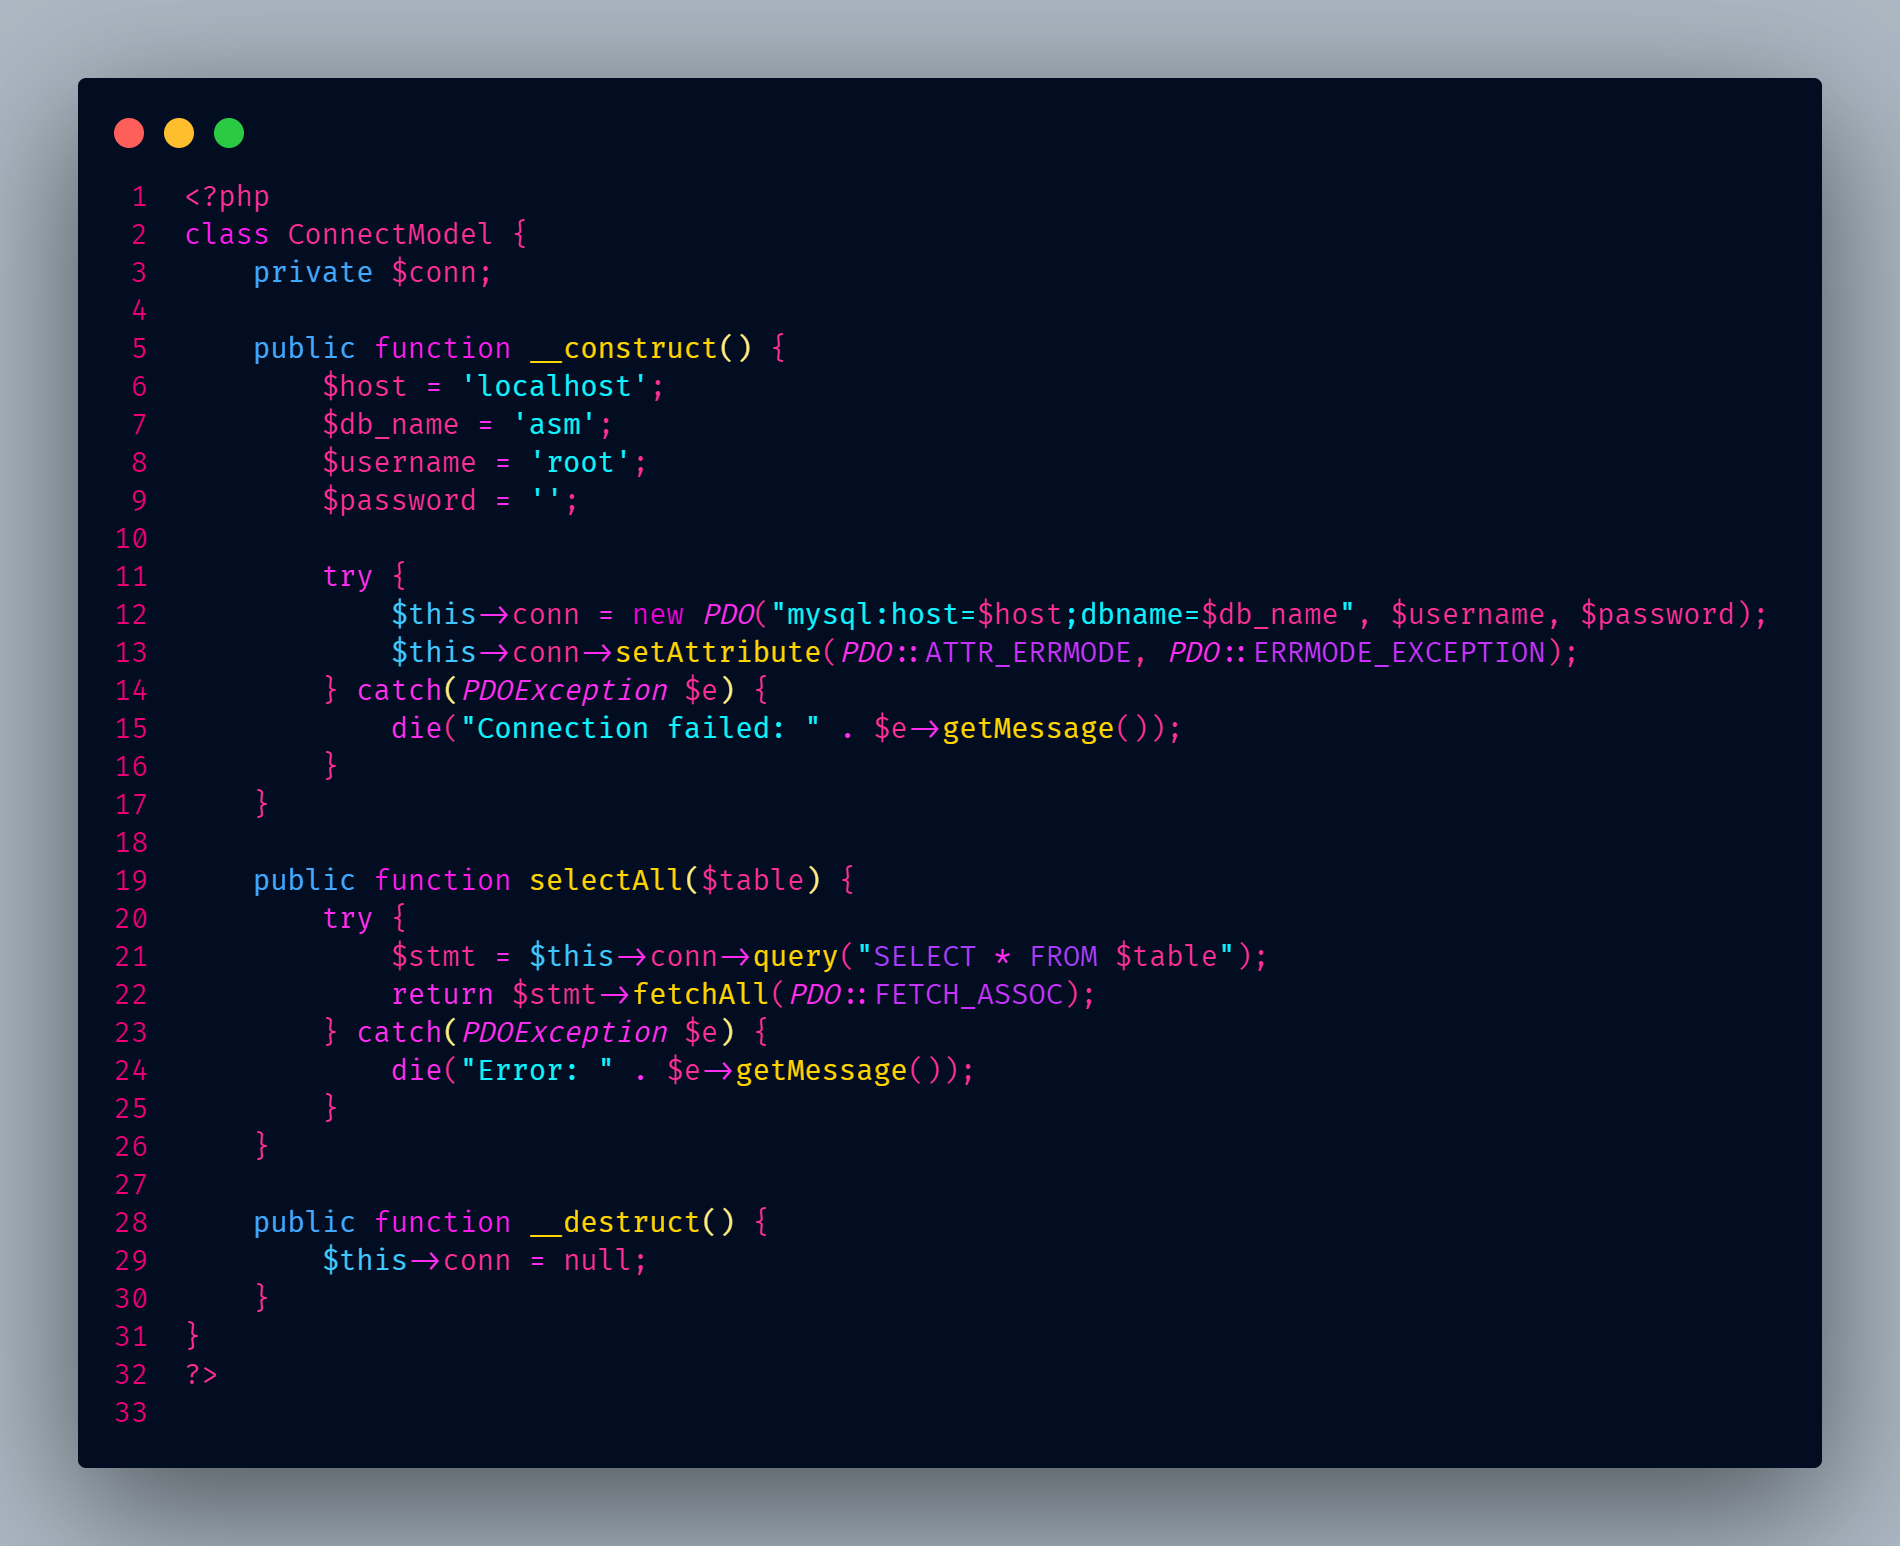 1 <?php
2 class ConnectModel {
3     private $conn;
4
5     public function __construct() {
6         $host = 'localhost';
7         $db_name = 'asm';
8         $username = 'root';
9         $password = '';
10
11         try {
12             $this->conn = new PDO("mysql:host=$host;dbname=$db_name", $username, $password);
13             $this->conn->setAttribute(PDO::ATTR_ERRMODE, PDO::ERRMODE_EXCEPTION);
14         } catch(PDOException $e) {
15             die("Connection failed: " . $e->getMessage());
16         }
17     }
18
19     public function selectAll($table) {
20         try {
21             $stmt = $this->conn->query("SELECT * FROM $table");
22             return $stmt->fetchAll(PDO::FETCH_ASSOC);
23         } catch(PDOException $e) {
24             die("Error: " . $e->getMessage());
25         }
26     }
27
28     public function __destruct() {
29         $this->conn = null;
30     }
31 }
32 ?>
33